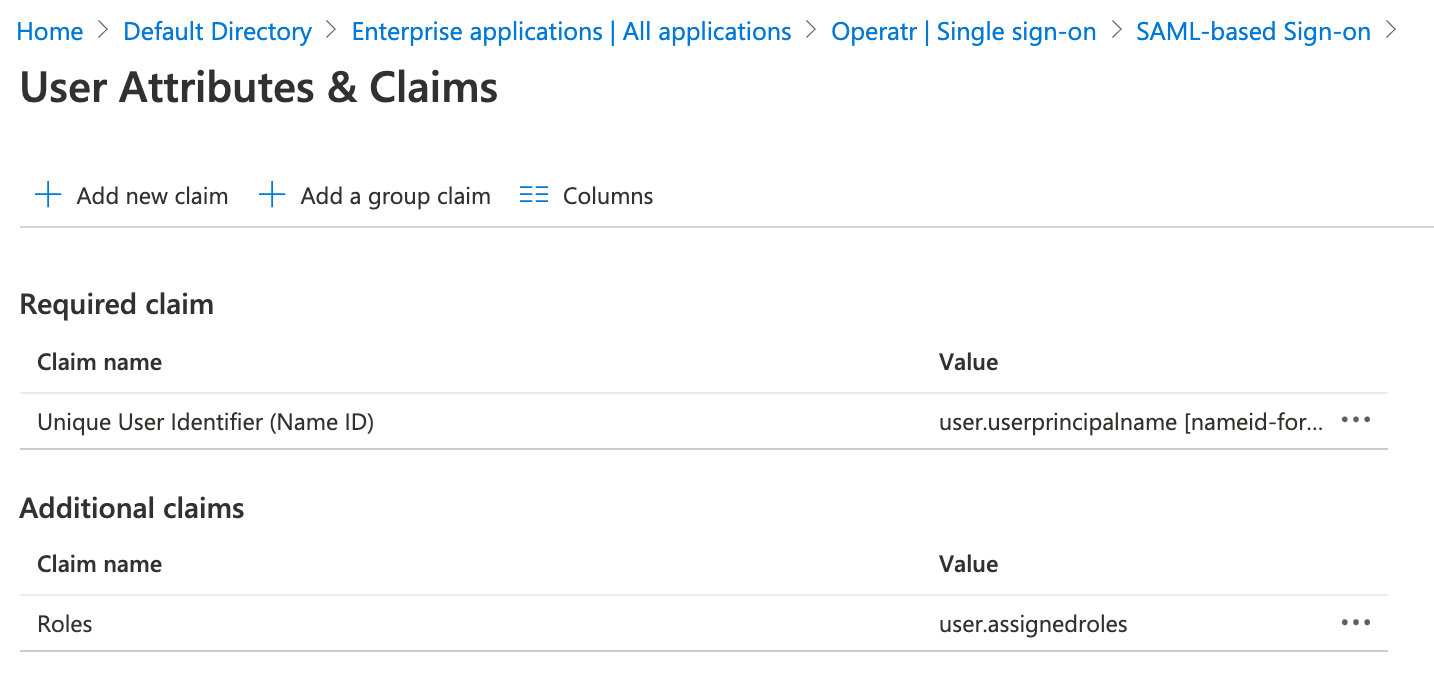 Home > Default Directory > Enterprise applications | All applications > Operatr | Single sign-on > SAML-based Sign-on >
User Attributes & Claims
Add new claim Add a group claim Columns
Required claim
Claim name Value
Unique User Identifier (Name ID) user.userprincipalname [nameid-for... •••
Additional claims
Claim name Value
Roles user.assignedroles •••